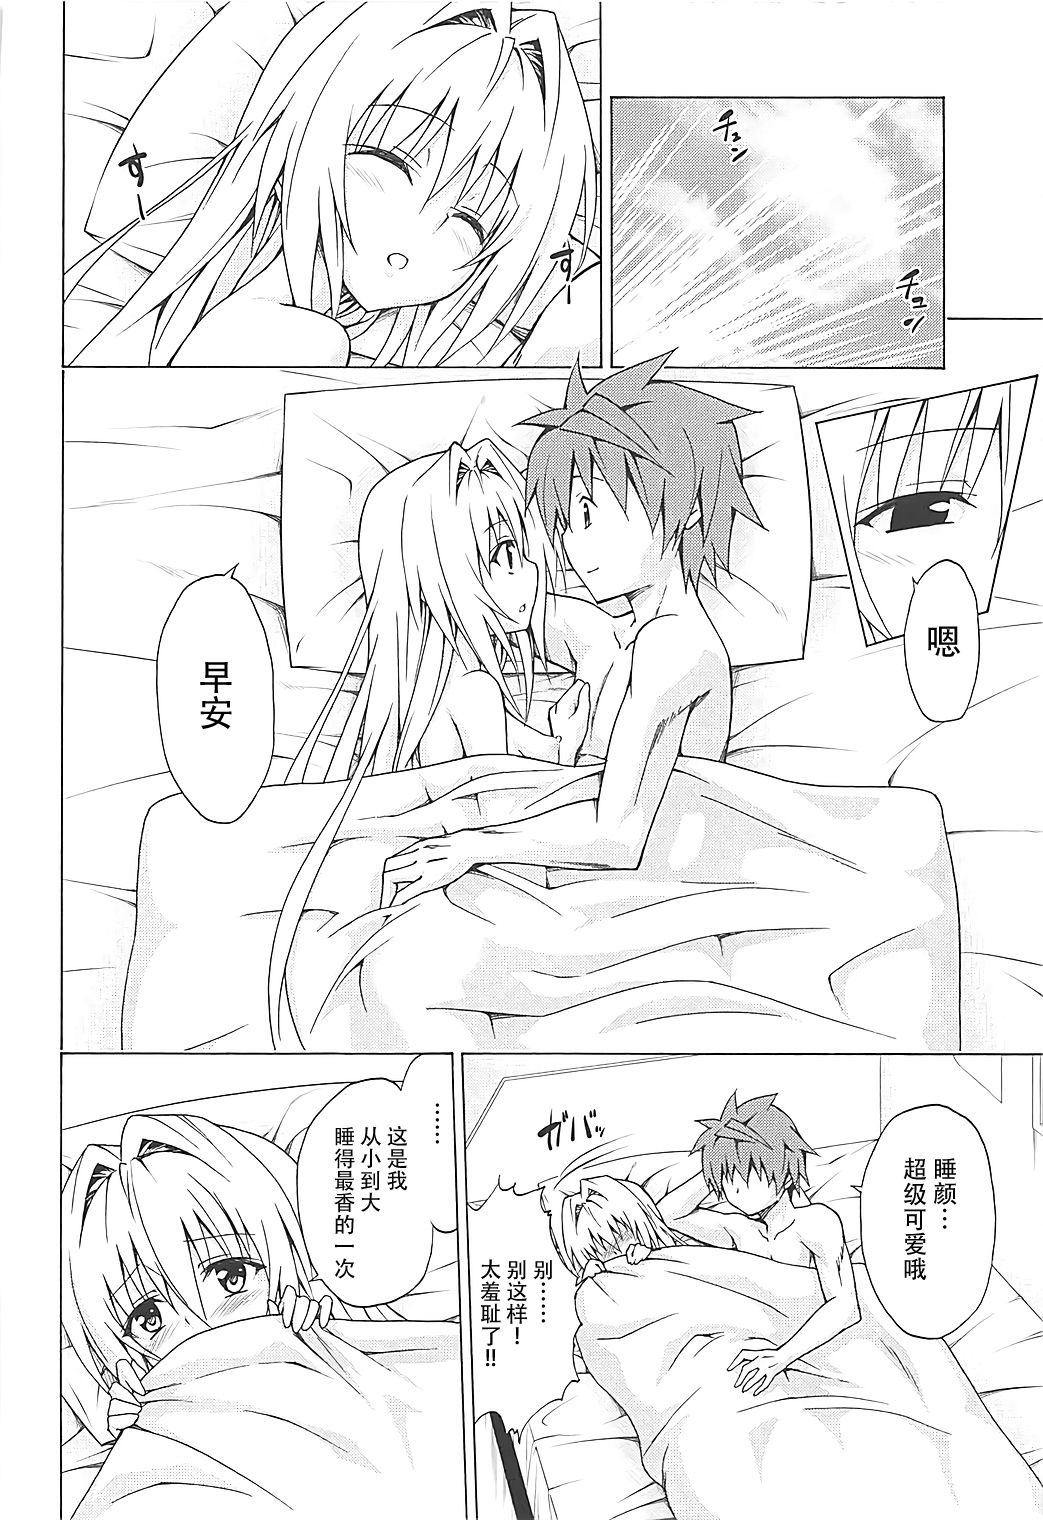 チュン
チュン
すー
すー
嗯
早安
睡颜…
超级可爱哦
ガバッ
别……
别这样！
太羞耻了!!
……
这是我
从小到大
睡得最香的一次